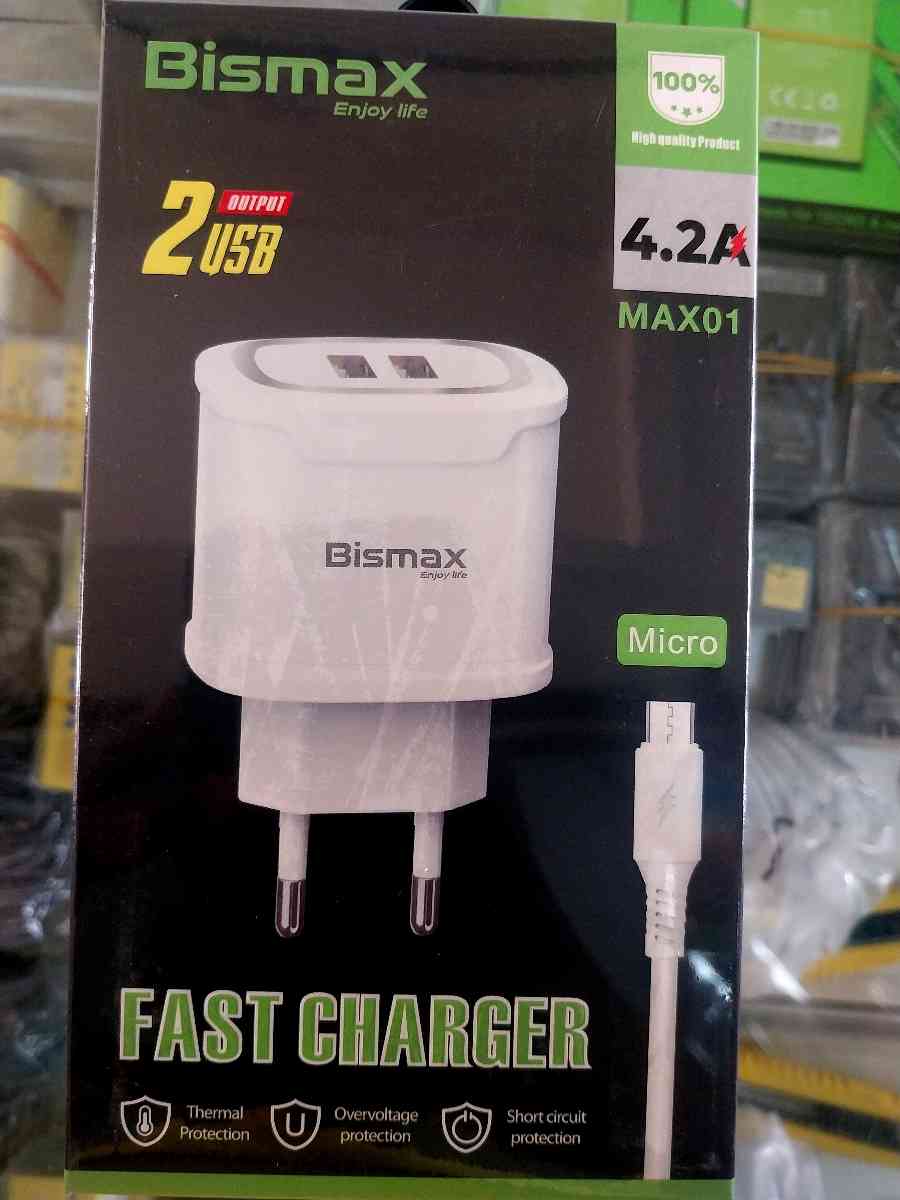 Bismax
Enjoy life
100%
High quality Product
2 OUTPUT
USB
4.2A
MAX01
Bismax
Enjoy life
Micro
FAST CHARGER
Thermal
Protection
Overvoltage
protection
Short circuit
protection